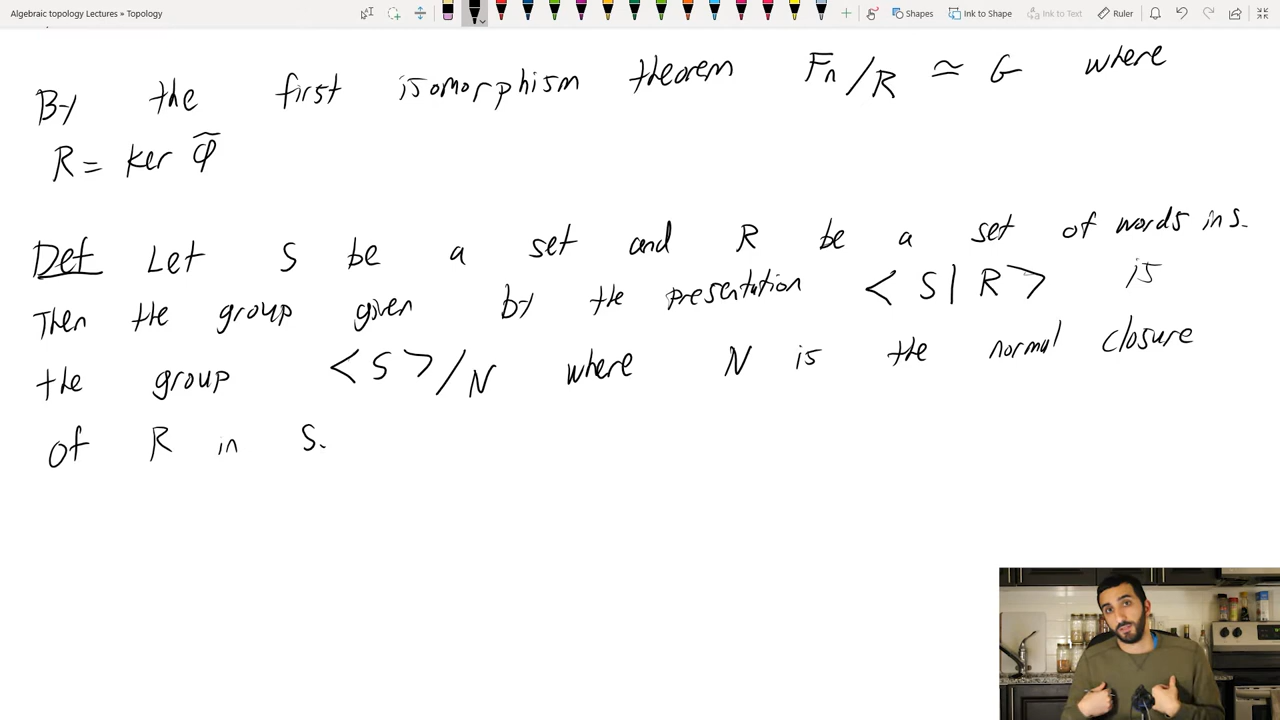 Algebraic topology Lectures = Topology
Shapes Ink to Shape Ink to Text Ruler
By the first isomorphism theorem Fn/R ≃ G where
R = ker φ̃
Def Let S be a set and R be a set of words in S.
Then the group given by the presentation < S | R > is
the group < S >/N where N is the normal closure
of R in S.